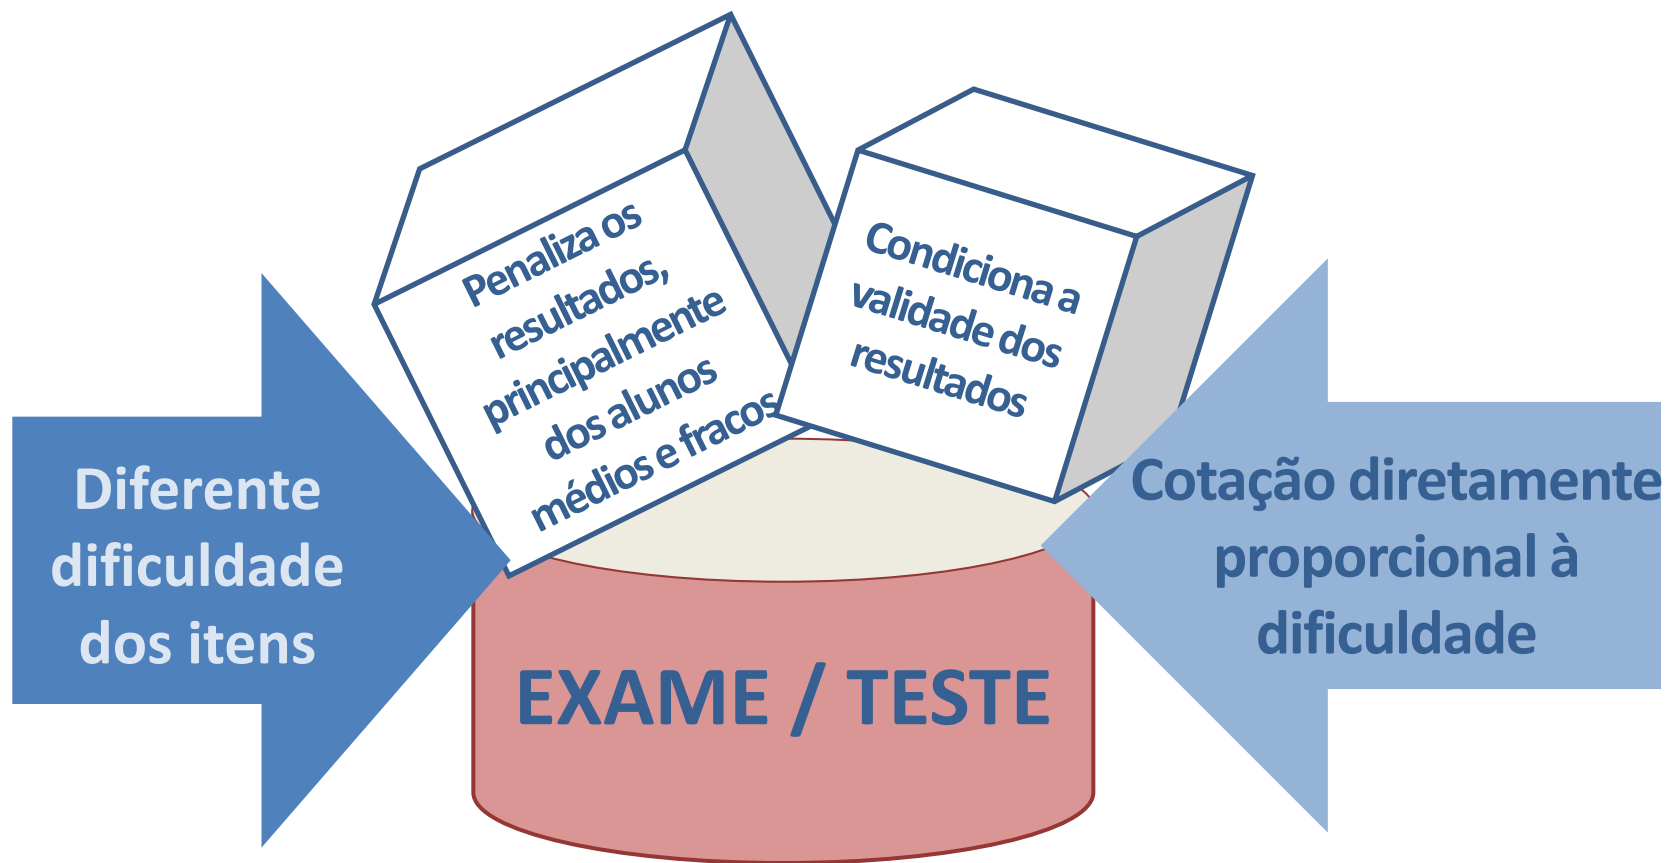 Penaliza os
resultados,
principalmente
dos alunos
médios e fracos
Condiciona a
validade dos
resultados
Diferente
dificuldade
dos itens
Cotação diretamente
proporcional à
dificuldade
EXAME / TESTE